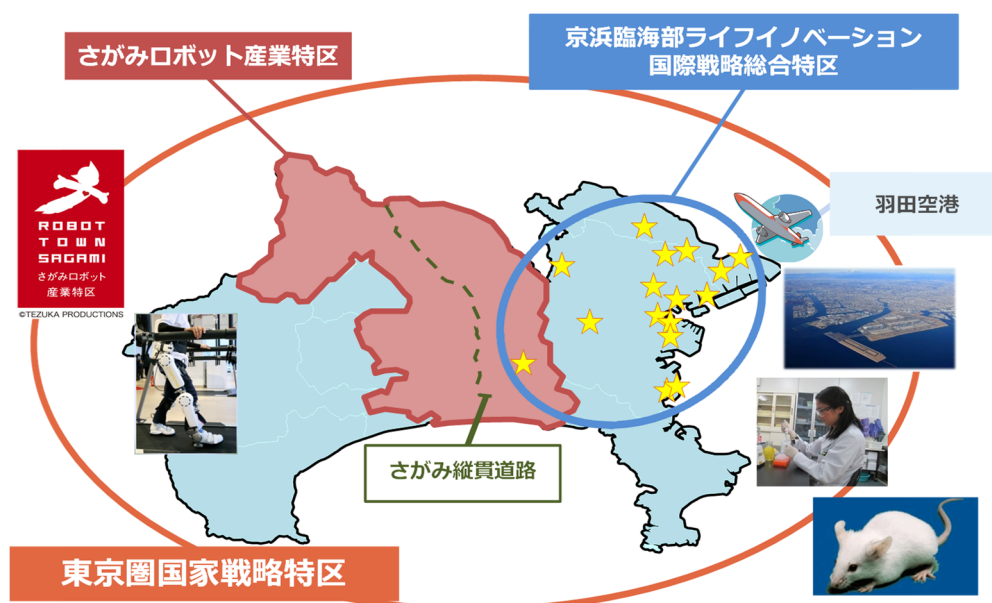 さがみロボット産業特区
京浜臨海部ライフイノベーション
国際戦略総合特区
羽田空港
ROBOT
TOWN
SAGAMI
さがみロボット
産業特区
©TEZUKA PRODUCTIONS
さがみ縦貫道路
東京圏国家戦略特区